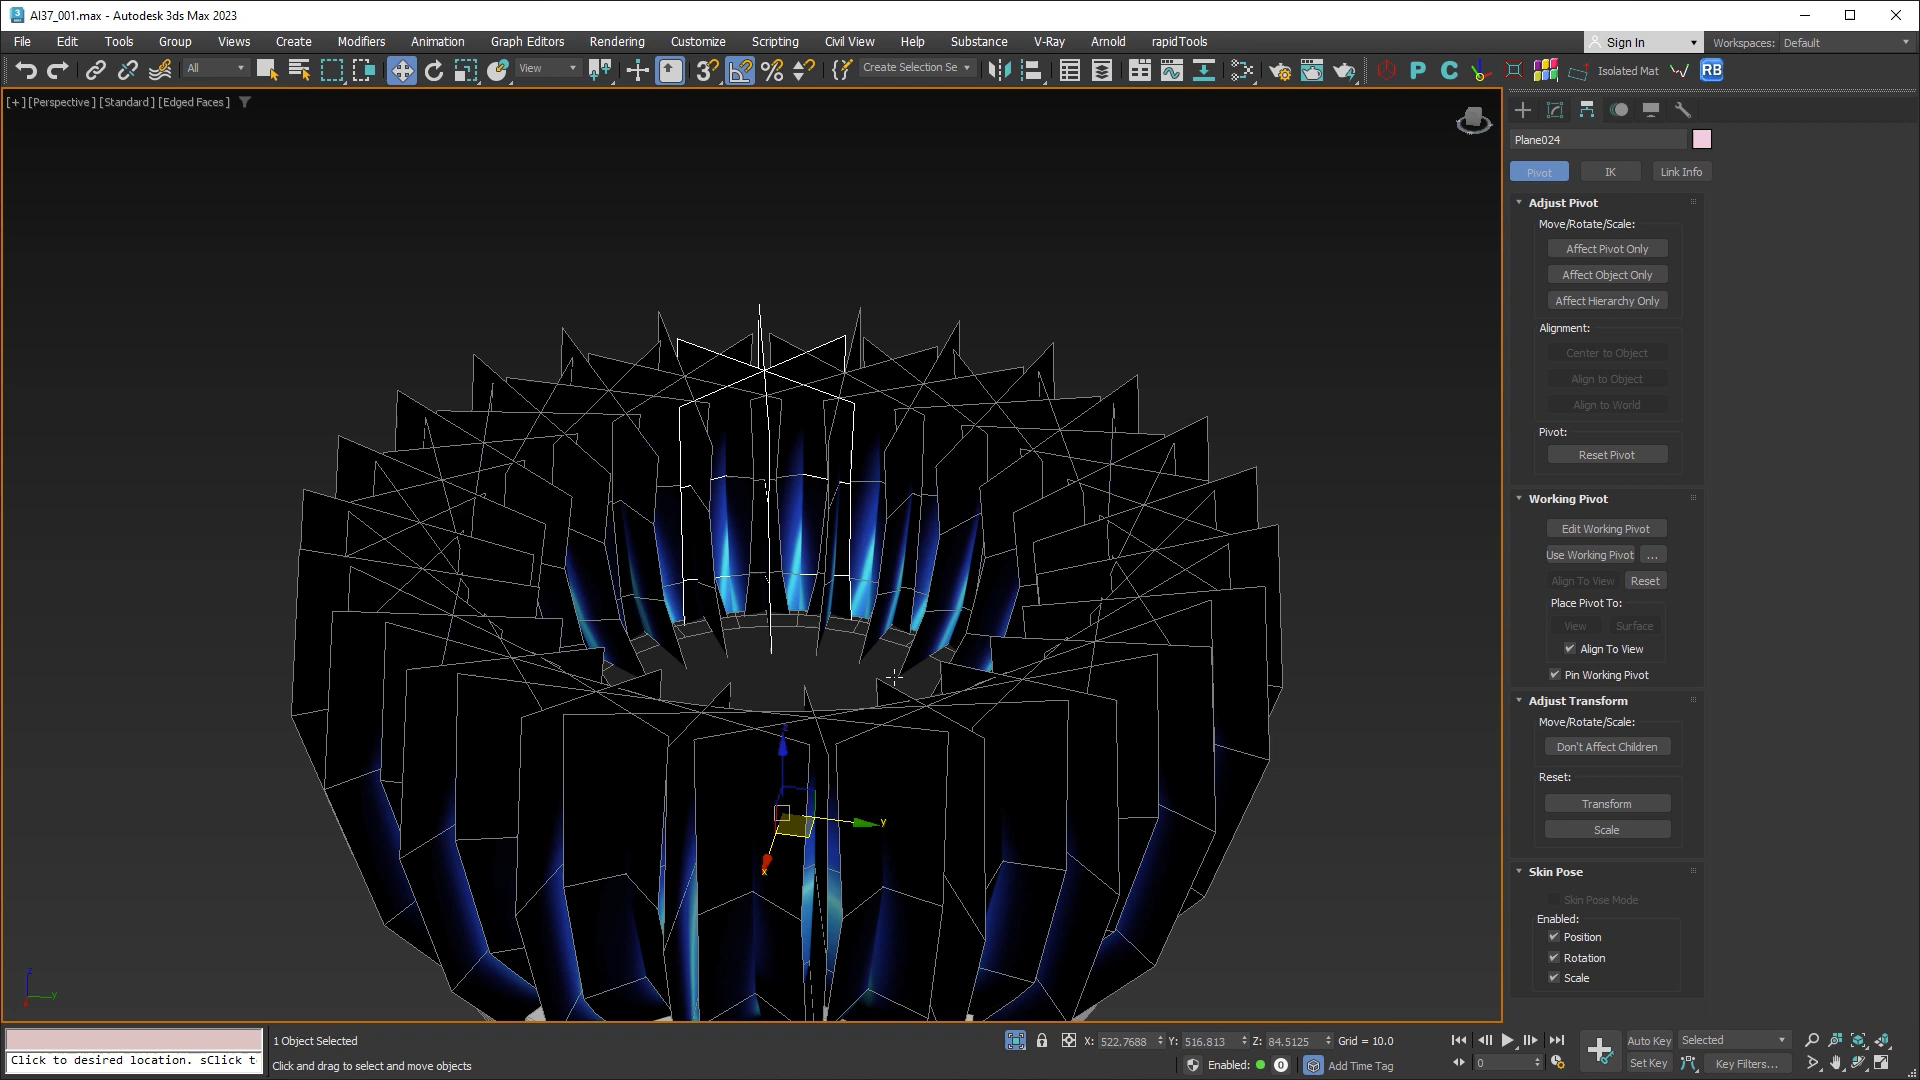 AI37_001.max - Autodesk 3ds Max 2023
File Edit Tools Group Views Create Modifiers Animation Graph Editors Rendering Customize Scripting Civil View Help Substance V-Ray Arnold rapidTools Sign In Workspaces: Default
All View Create Selection Se Isolated Mat RB
[+] [Perspective] [Standard] [Edged Faces]
Plane024
Pivot IK Link Info
Adjust Pivot
Move/Rotate/Scale:
Affect Pivot Only
Affect Object Only
Affect Hierarchy Only
Alignment:
Center to Object
Align to Object
Align to World
Pivot:
Reset Pivot
Working Pivot
Edit Working Pivot
Use Working Pivot ...
Align To View Reset
Place Pivot To:
View Surface
Align To View
Pin Working Pivot
Adjust Transform
Move/Rotate/Scale:
Don't Affect Children
Reset:
Transform
Scale
Skin Pose
Skin Pose Mode
Enabled:
Position
Rotation
Scale
z
y
x
z
y
1 Object Selected X: 522.7688 Y: 516.813 Z: 84.5125 Grid = 10.0 Auto Key Selected
Click to desired location. sClick t
Click and drag to select and move objects Enabled: 0 Add Time Tag 0 Set Key Key Filters...